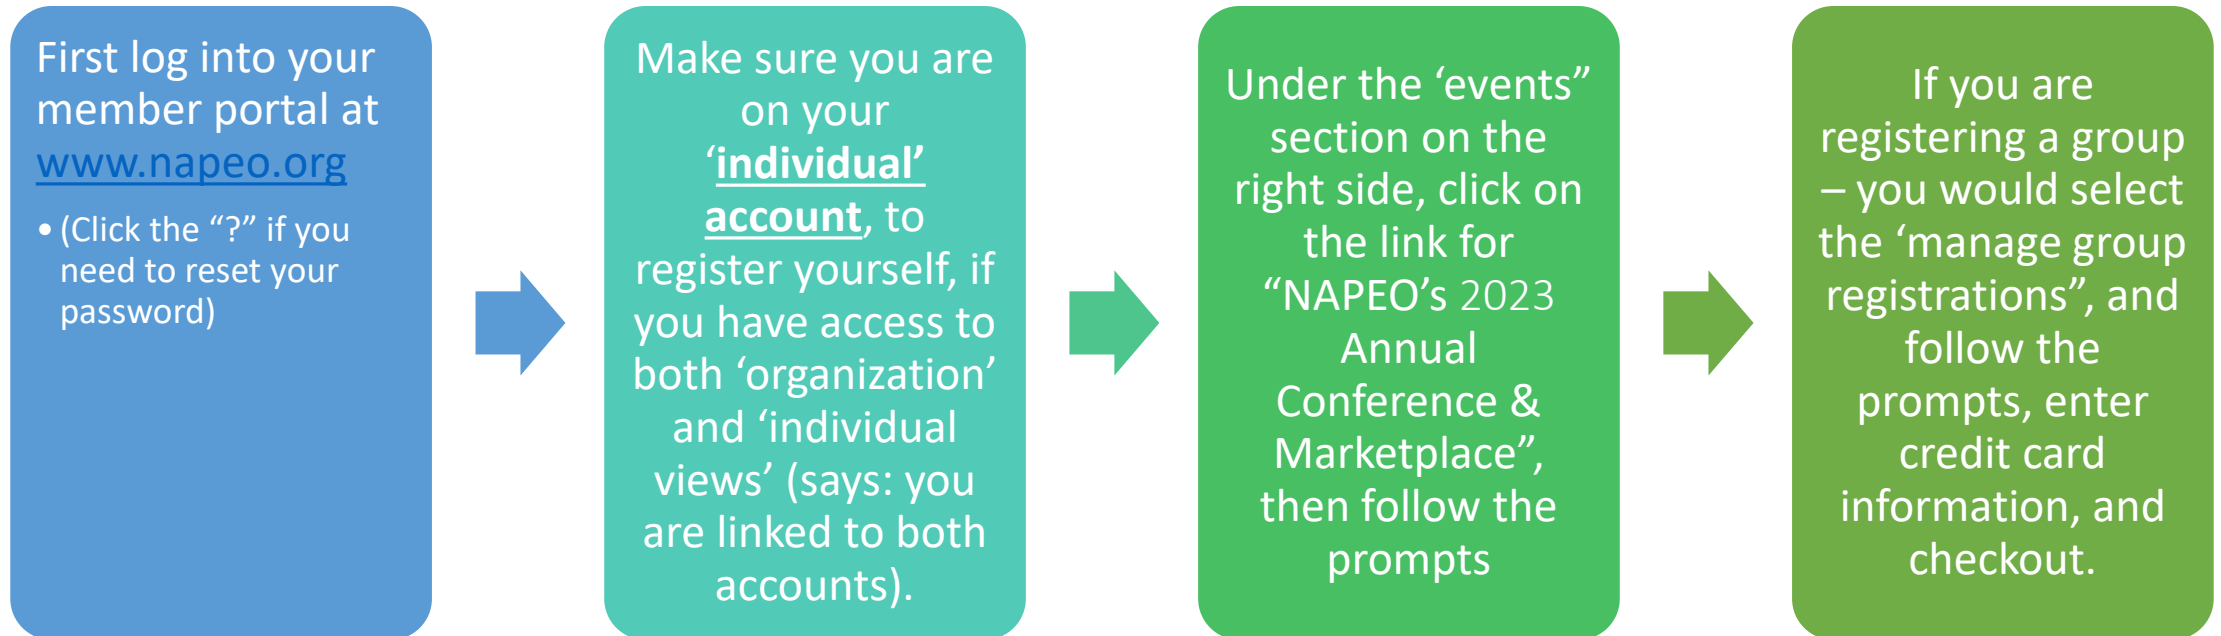 First log into your
member portal at
www.napeo.org
• (Click the “?” if you
need to reset your
password)
Make sure you are
on your
‘individual’
account, to
register yourself, if
you have access to
both ‘organization’
and ‘individual
views’ (says: you
are linked to both
accounts).
Under the ‘events”
section on the
right side, click on
the link for
“NAPEO’s 2023
Annual
Conference &
Marketplace”,
then follow the
prompts
If you are
registering a group
– you would select
the ‘manage group
registrations”, and
follow the
prompts, enter
credit card
information, and
checkout.